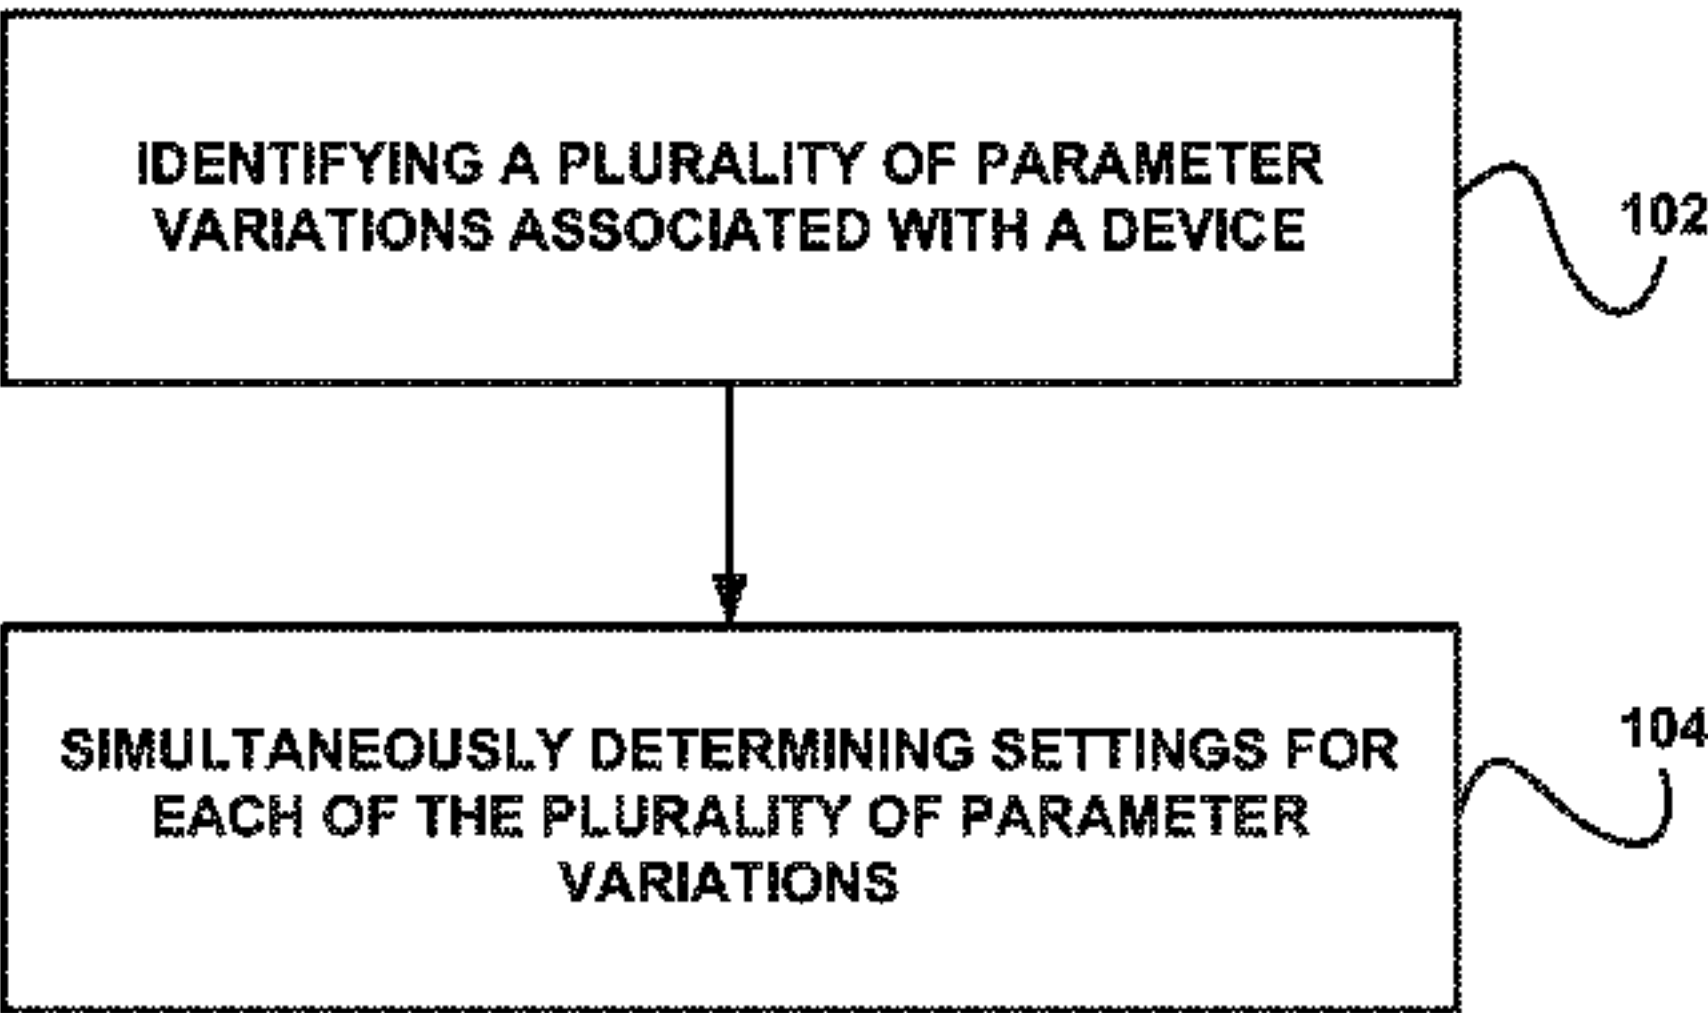 IDENTIFYING A PLURALITY OF PARAMETER
VARIATIONS ASSOCIATED WITH A DEVICE
102
SIMULTANEOUSLY DETERMINING SETTINGS FOR
EACH OF THE PLURALITY OF PARAMETER
VARIATIONS
104